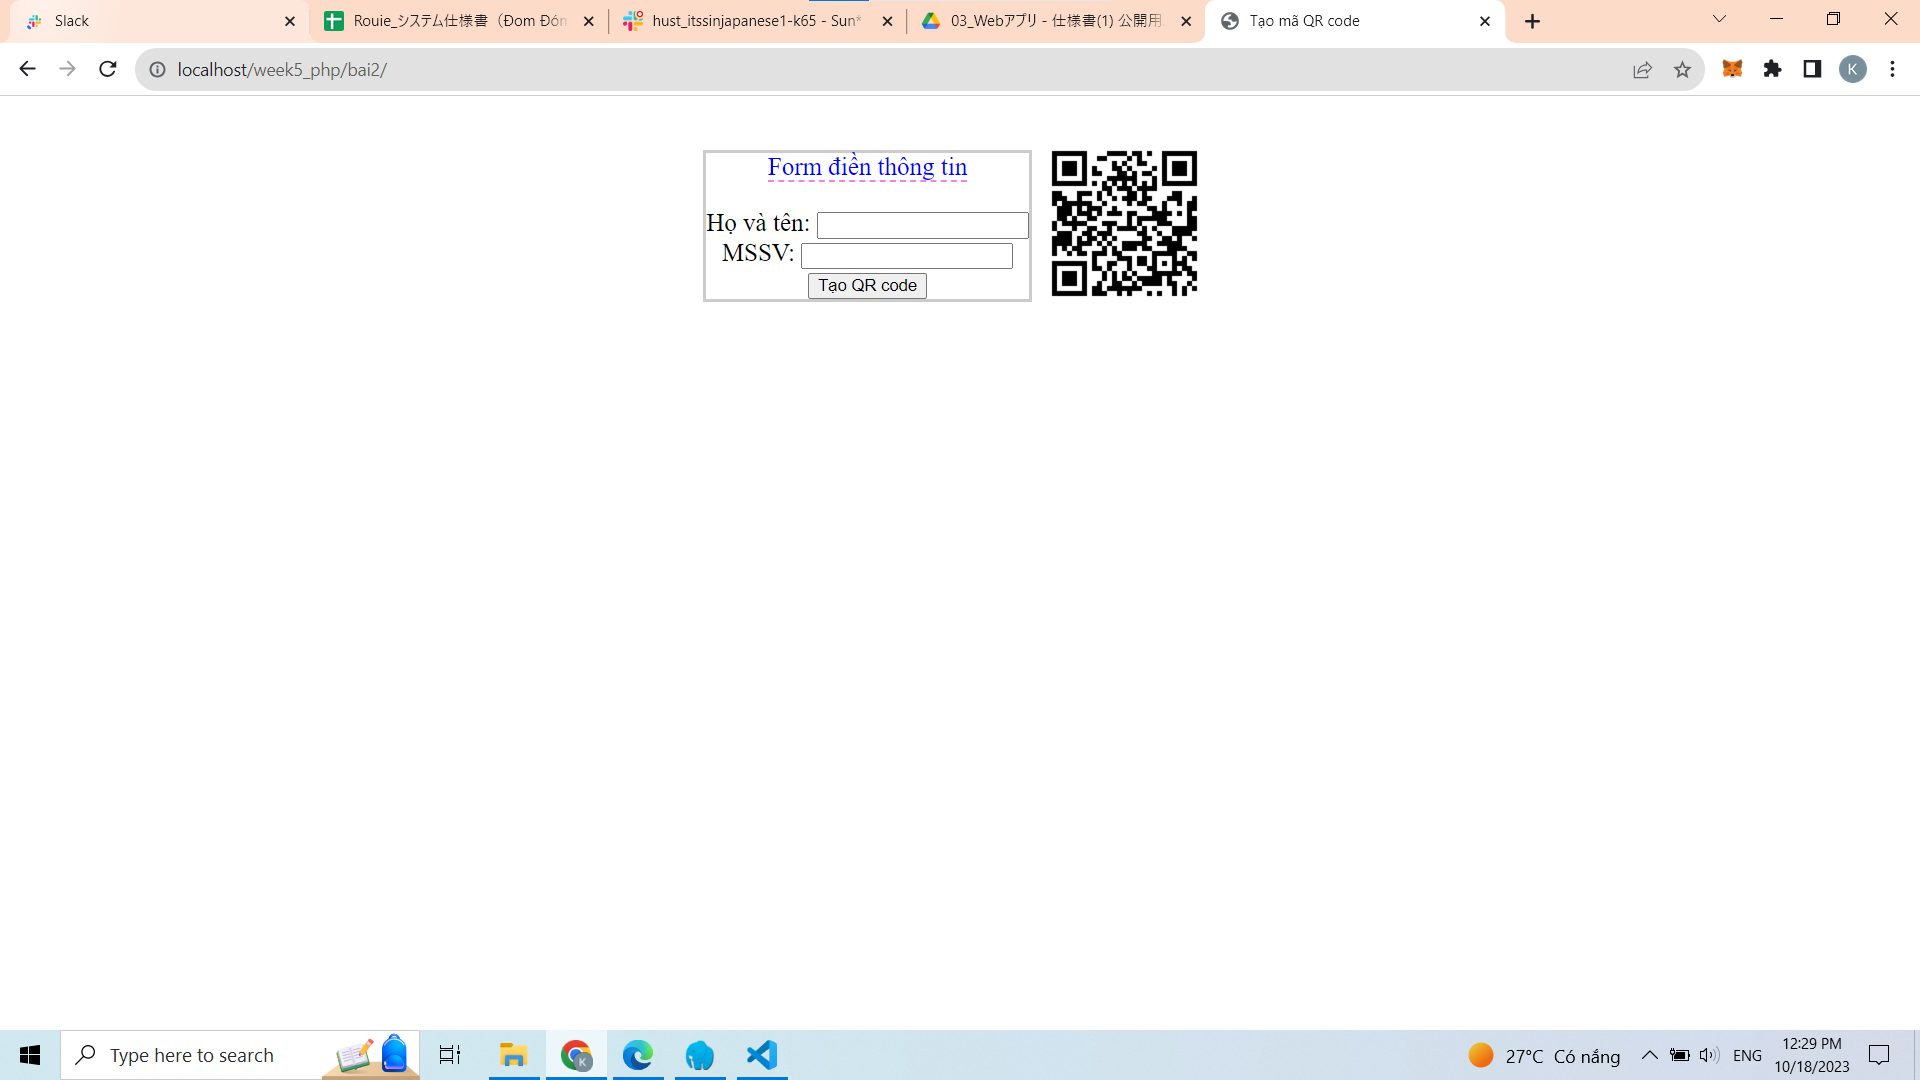 Slack
Rouie_システム仕様書（Đom Đóm
hust_itssinjapanese1-k65 - Sun*
03_Webアプリ - 仕様書(1) 公開用
Tạo mã QR code
localhost/week5_php/bai2/
K
Form điền thông tin
Họ và tên:
MSSV:
Tạo QR code
Type here to search
K
27°C Có nắng
ENG
12:29 PM
10/18/2023